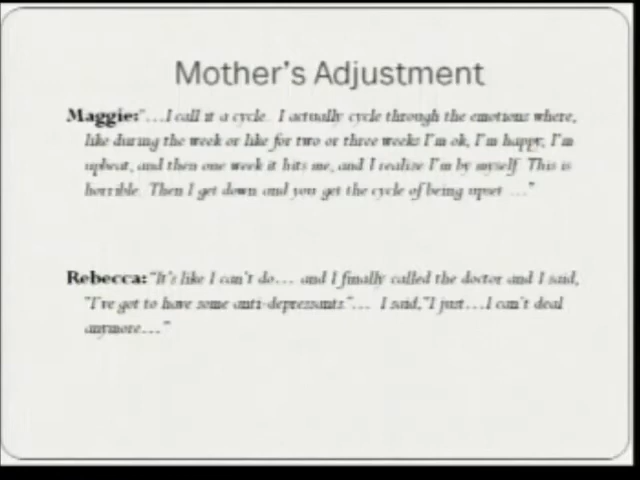 Mother's Adjustment
Maggie:"…I call it a cycle. I actually cycle through the emotions where,
like during the week or like for two or three weeks I'm ok, I'm happy, I'm
upbeat, and then one week it hits me, and I realize I'm by myself. This is
horrible. Then I get down and you get the cycle of being upset …"
Rebecca:"It's like I can't do… and I finally called the doctor and I said,
"I've got to have some anti-depressants."… I said,"I just…I can't deal
anymore…"